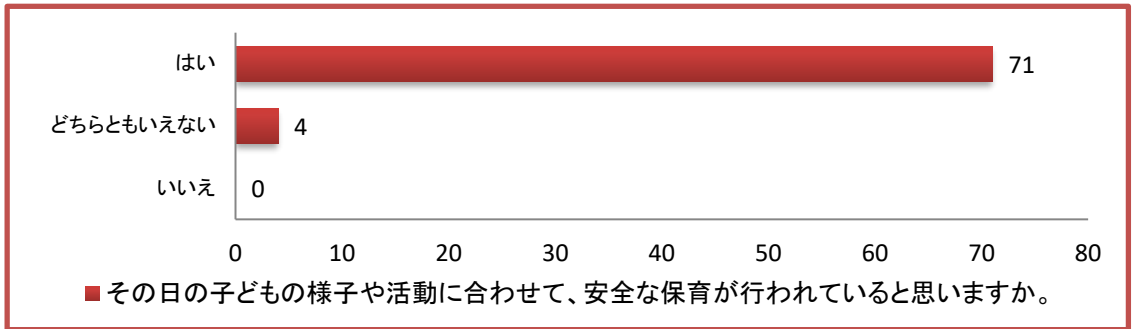 はい 71
どちらともいえない 4
いいえ 0
0 10 20 30 40 50 60 70 80
その日の子どもの様子や活動に合わせて、安全な保育が行われていると思いますか。